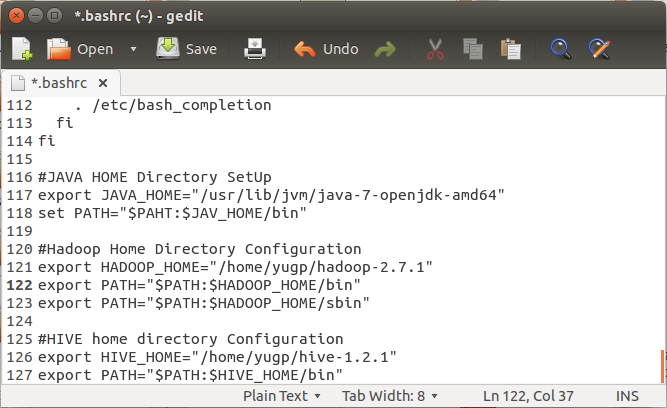 *.bashrc (~) - gedit
Open Save Undo
*.bashrc ×
112     . /etc/bash_completion
113   fi
114 fi
115
116 #JAVA HOME Directory SetUp
117 export JAVA_HOME="/usr/lib/jvm/java-7-openjdk-amd64"
118 set PATH="$PAHT:$JAV_HOME/bin"
119
120 #Hadoop Home Directory Configuration
121 export HADOOP_HOME="/home/yugp/hadoop-2.7.1"
122 export PATH="$PATH:$HADOOP_HOME/bin"
123 export PATH="$PATH:$HADOOP_HOME/sbin"
124
125 #HIVE home directory Configuration
126 export HIVE_HOME="/home/yugp/hive-1.2.1"
127 export PATH="$PATH:$HIVE_HOME/bin"
Plain Text Tab Width: 8 Ln 122, Col 37 INS